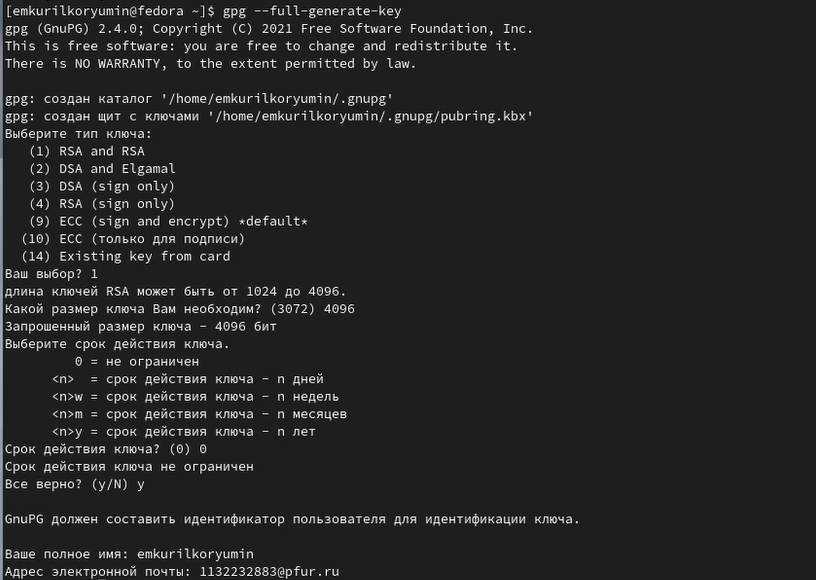 [emkurilkoryumin@fedora ~]$ gpg --full-generate-key
gpg (GnuPG) 2.4.0; Copyright (C) 2021 Free Software Foundation, Inc.
This is free software: you are free to change and redistribute it.
There is NO WARRANTY, to the extent permitted by law.
gpg: создан каталог '/home/emkurilkoryumin/.gnupg'
gpg: создан щит с ключами '/home/emkurilkoryumin/.gnupg/pubring.kbx'
Выберите тип ключа:
(1) RSA and RSA
(2) DSA and Elgamal
(3) DSA (sign only)
(4) RSA (sign only)
(9) ECC (sign and encrypt) *default*
(10) ECC (только для подписи)
(14) Existing key from card
Ваш выбор? 1
длина ключей RSA может быть от 1024 до 4096.
Какой размер ключа Вам необходим? (3072) 4096
Запрошенный размер ключа - 4096 бит
Выберите срок действия ключа.
0 = не ограничен
<n> = срок действия ключа - n дней
<n>w = срок действия ключа - n недель
<n>m = срок действия ключа - n месяцев
<n>y = срок действия ключа - n лет
Срок действия ключа? (0) 0
Срок действия ключа не ограничен
Все верно? (y/N) y
GnuPG должен составить идентификатор пользователя для идентификации ключа.
Ваше полное имя: emkurilkoryumin
Адрес электронной почты: 1132232883@pfur.ru